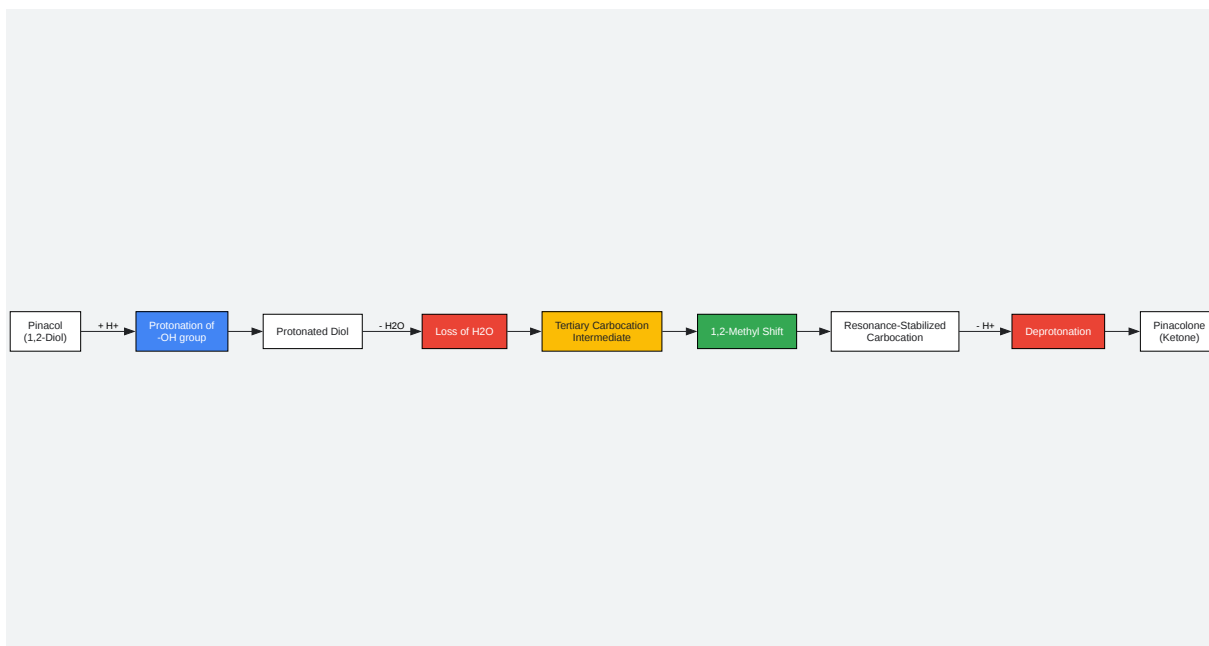 Pinacol
(1,2-Diol)
+ H+
Protonation of
-OH group
Protonated Diol
- H2O
Loss of H2O
Tertiary Carbocation
Intermediate
1,2-Methyl Shift
Resonance-Stabilized
Carbocation
- H+
Deprotonation
Pinacolone
(Ketone)